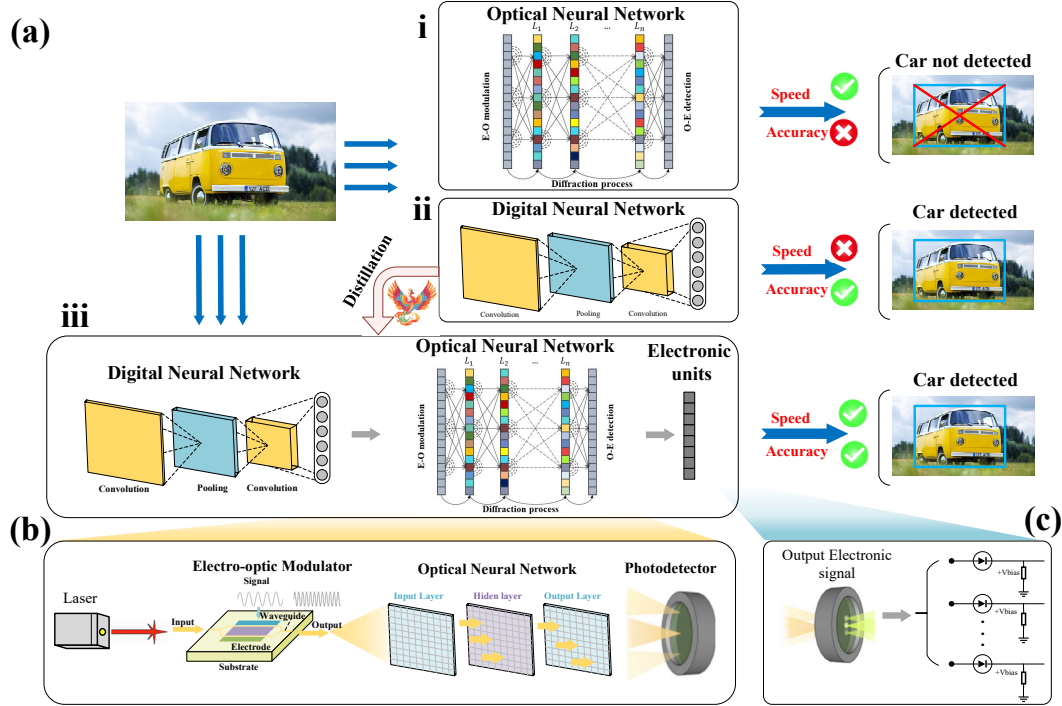 (a)
i
Optical Neural Network
L1 L2 ... Ln
E-O modulation
O-E detection
Diffraction process
Speed
Accuracy
Car not detected
ii
Digital Neural Network
Convolution
Pooling
Convolution
Distillation
Speed
Accuracy
Car detected
iii
Digital Neural Network
Convolution
Pooling
Convolution
Optical Neural Network
L1 L2 ... Ln
E-O modulation
O-E detection
Diffraction process
Electronic
units
Speed
Accuracy
Car detected
(b)
Laser
Electro-optic Modulator
Signal
Input
Waveguide
Electrode
Output
Substrate
Optical Neural Network
Input Layer
Hiden layer
Output Layer
Photodetector
(c)
Output Electronic
signal
+Vbias
+Vbias
+Vbias